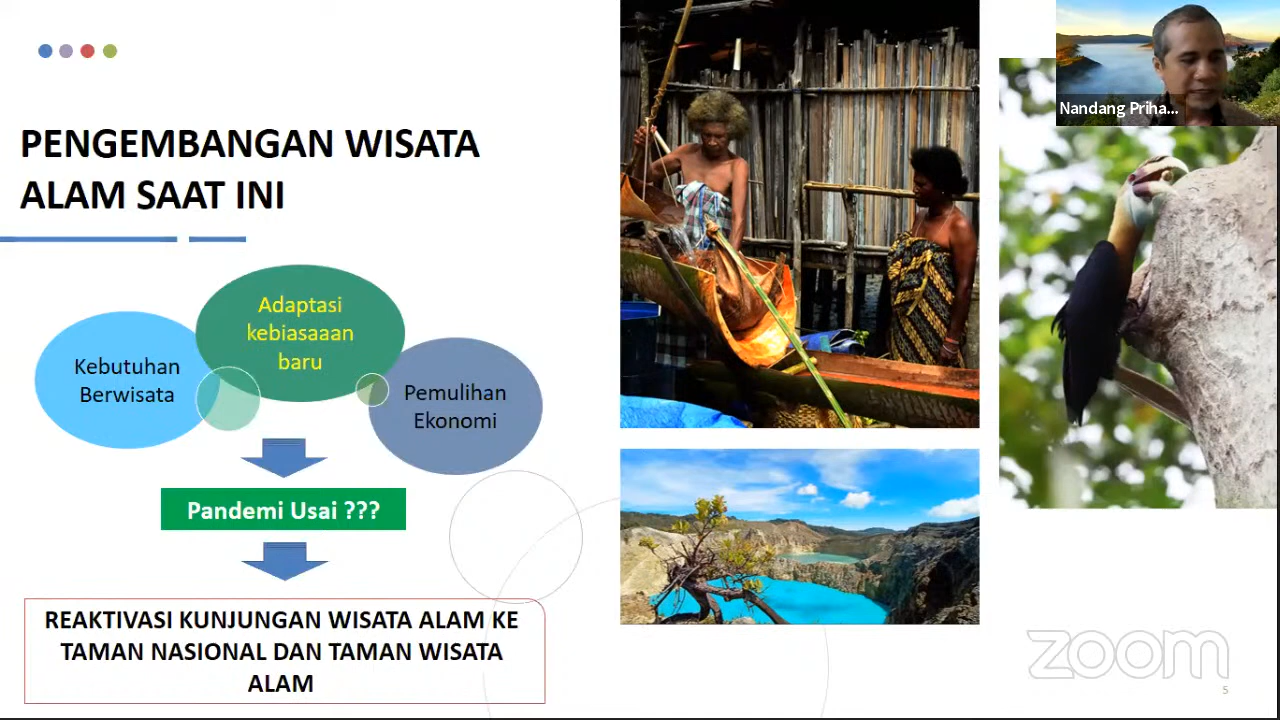 PENGEMBANGAN WISATA
ALAM SAAT INI
Kebutuhan
Berwisata
Adaptasi
kebiasaaan
baru
Pemulihan
Ekonomi
Pandemi Usai ???
REAKTIVASI KUNJUNGAN WISATA ALAM KE
TAMAN NASIONAL DAN TAMAN WISATA
ALAM
Nandang Priha...
zoom
5